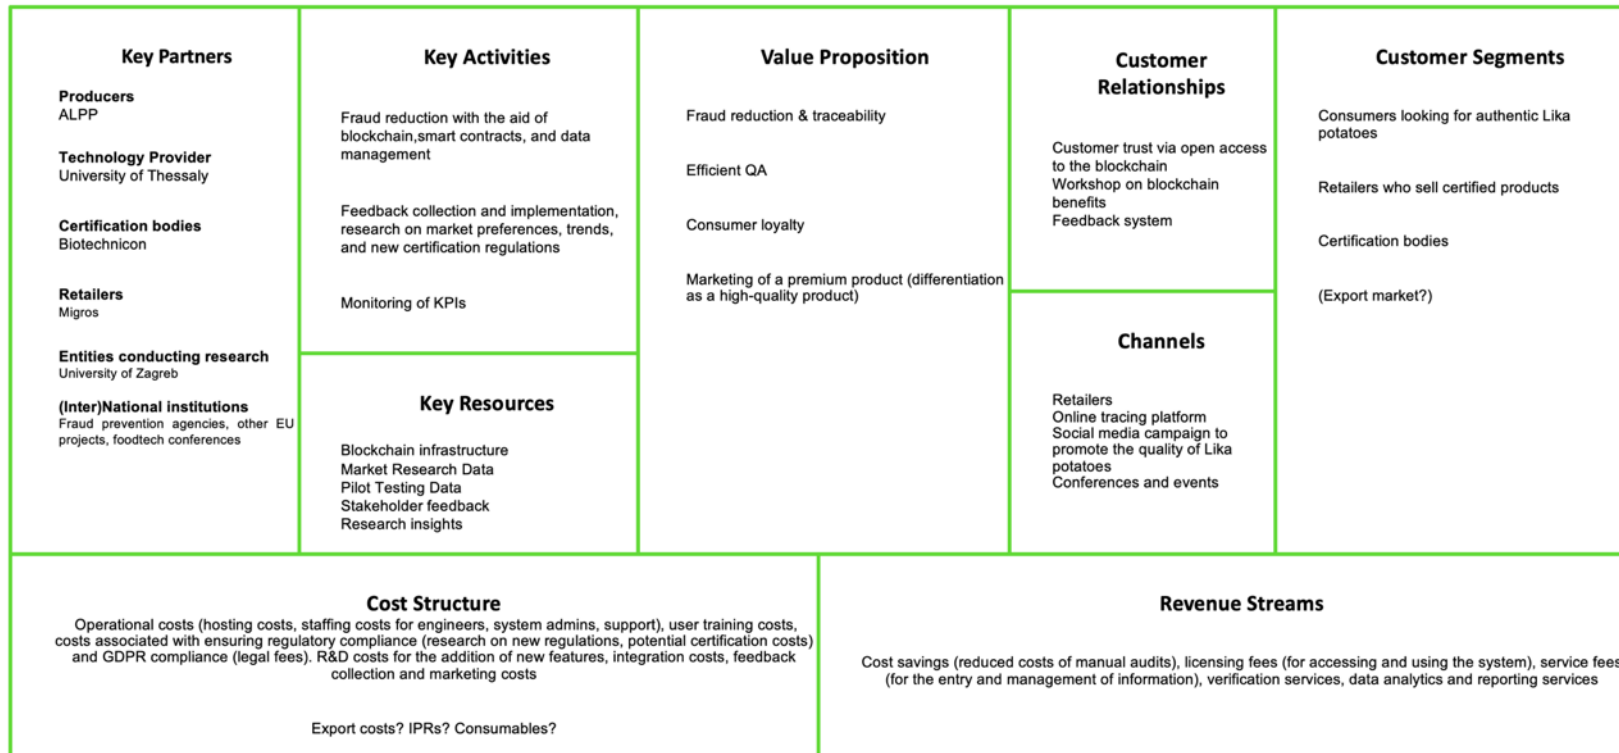 Key Partners
Producers
ALPP
Technology Provider
University of Thessaly
Certification bodies
Biotechnicon
Retailers
Migros
Entities conducting research
University of Zagreb
(Inter)National institutions
Fraud prevention agencies, other EU
projects, foodtech conferences
Key Activities
Fraud reduction with the aid of
blockchain,smart contracts, and data
management
Feedback collection and implementation,
research on market preferences, trends,
and new certification regulations
Monitoring of KPIs
Key Resources
Blockchain infrastructure
Market Research Data
Pilot Testing Data
Stakeholder feedback
Research insights
Value Proposition
Fraud reduction & traceability
Efficient QA
Consumer loyalty
Marketing of a premium product (differentiation
as a high-quality product)
Customer
Relationships
Customer trust via open access
to the blockchain
Workshop on blockchain
benefits
Feedback system
Channels
Retailers
Online tracing platform
Social media campaign to
promote the quality of Lika
potatoes
Conferences and events
Customer Segments
Consumers looking for authentic Lika
potatoes
Retailers who sell certified products
Certification bodies
(Export market?)
Cost Structure
Operational costs (hosting costs, staffing costs for engineers, system admins, support), user training costs,
costs associated with ensuring regulatory compliance (research on new regulations, potential certification costs)
and GDPR compliance (legal fees). R&D costs for the addition of new features, integration costs, feedback
collection and marketing costs
Export costs? IPRs? Consumables?
Revenue Streams
Cost savings (reduced costs of manual audits), licensing fees (for accessing and using the system), service fees
(for the entry and management of information), verification services, data analytics and reporting services